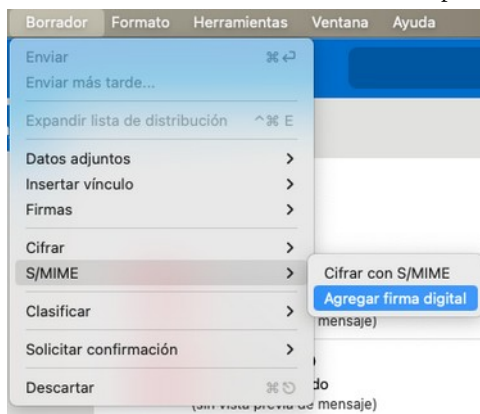 Borrador Formato Herramientas Ventana Ayuda
Enviar ⌘↩
Enviar más tarde...
Expandir lista de distribución ^⌘ E
Datos adjuntos >
Insertar vínculo >
Firmas >
Cifrar >
S/MIME >
Cifrar con S/MIME
Agregar firma digital
mensaje)
Clasificar >
Solicitar confirmación >
Descartar ⌘
do
(sin vista previa de mensaje)